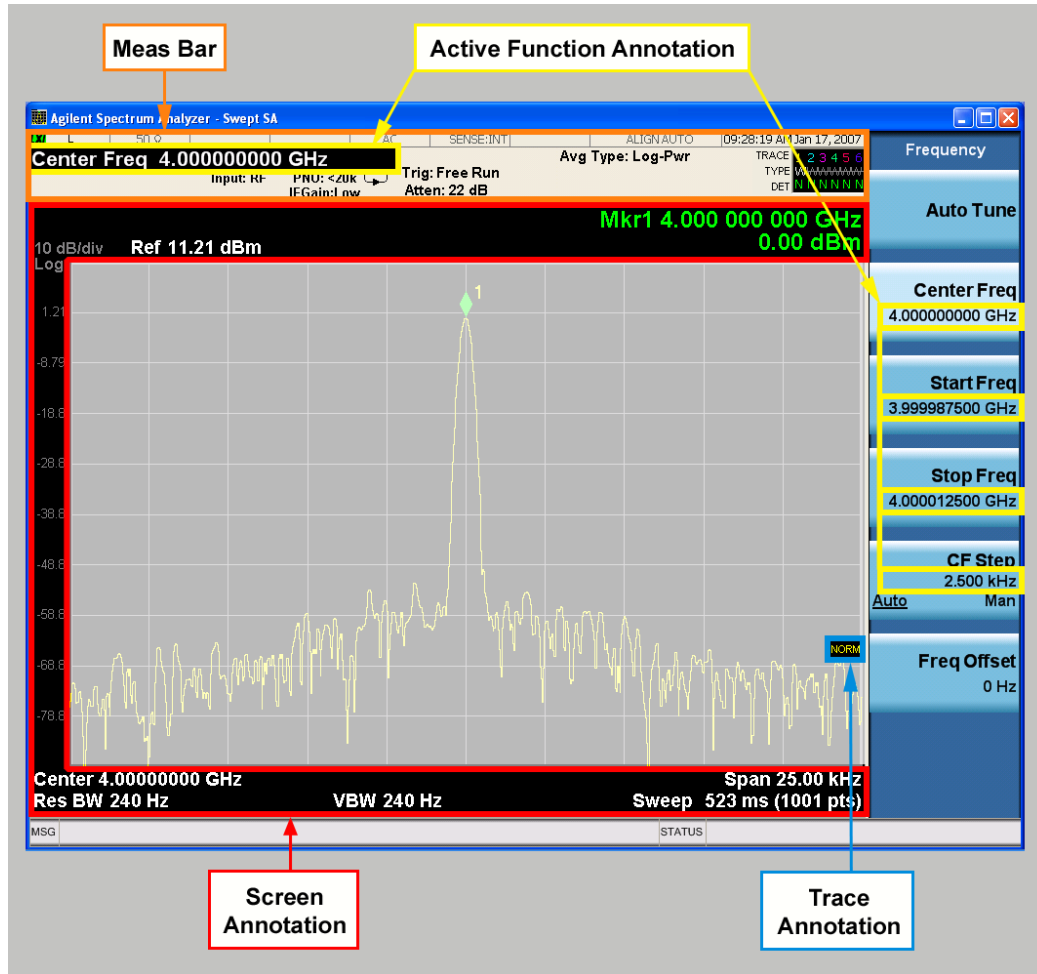 Meas Bar
Active Function Annotation
Agilent Spectrum Analyzer - Swept SA
L 50 Ω AC SENSE:INT ALIGN AUTO 09:28:19 AM Jan 17, 2007
Center Freq 4.000000000 GHz
Input: RF
PNO: <20k
IFGain:Low
Trig: Free Run
Atten: 22 dB
Avg Type: Log-Pwr
TRACE 1 2 3 4 5 6
TYPE
DET N N N N N N
Mkr1 4.000 000 000 GHz
0.00 dBm
10 dB/div Ref 11.21 dBm
Log
1
1.21
-8.79
-18.8
-28.8
-38.8
-48.8
-58.8
-68.8
-78.8
NORM
Center 4.00000000 GHz Span 25.00 kHz
Res BW 240 Hz VBW 240 Hz Sweep 523 ms (1001 pts)
MSG STATUS
Frequency
Auto Tune
Center Freq
4.000000000 GHz
Start Freq
3.999987500 GHz
Stop Freq
4.000012500 GHz
CF Step
2.500 kHz
Auto Man
Freq Offset
0 Hz
Screen
Annotation
Trace
Annotation